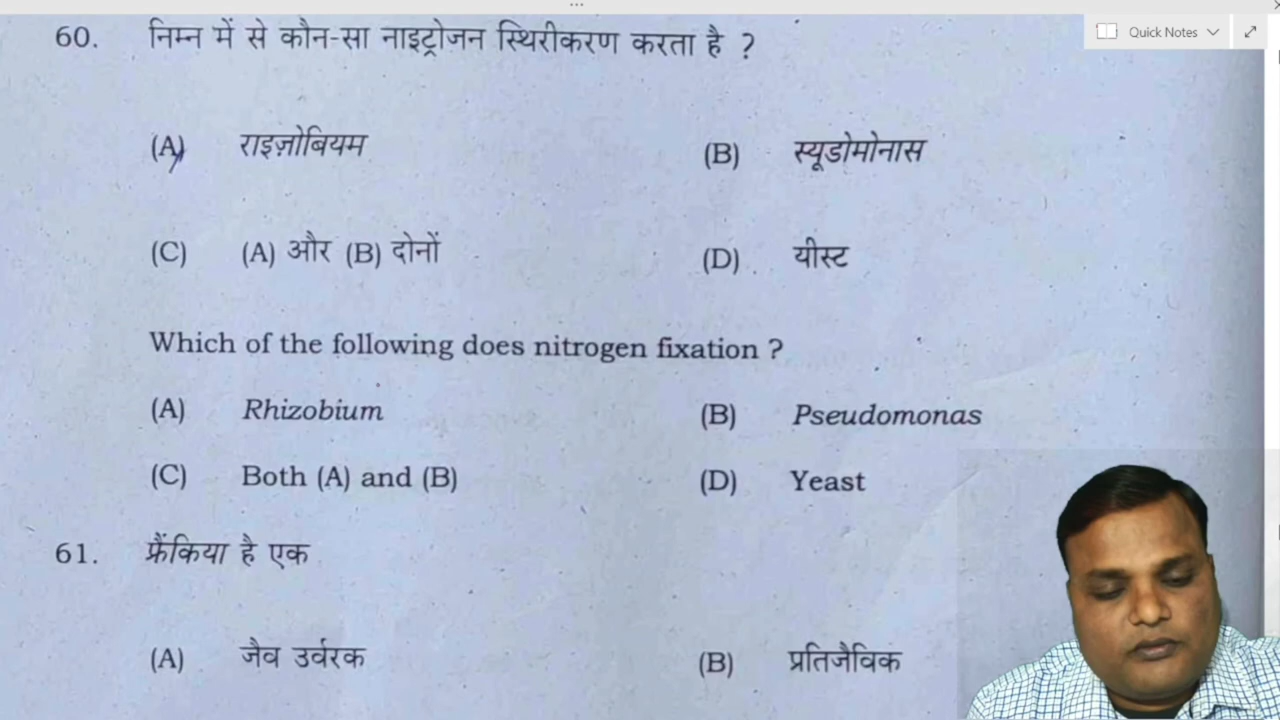 Quick Notes
60. निम्न में से कौन-सा नाइट्रोजन स्थिरीकरण करता है ?
(A) राइज़ोबियम (B) स्यूडोमोनास
(C) (A) और (B) दोनों (D) यीस्ट
Which of the following does nitrogen fixation ?
(A) Rhizobium (B) Pseudomonas
(C) Both (A) and (B) (D) Yeast
61. फ्रैंकिया है एक
(A) जैव उर्वरक (B) प्रतिजैविक